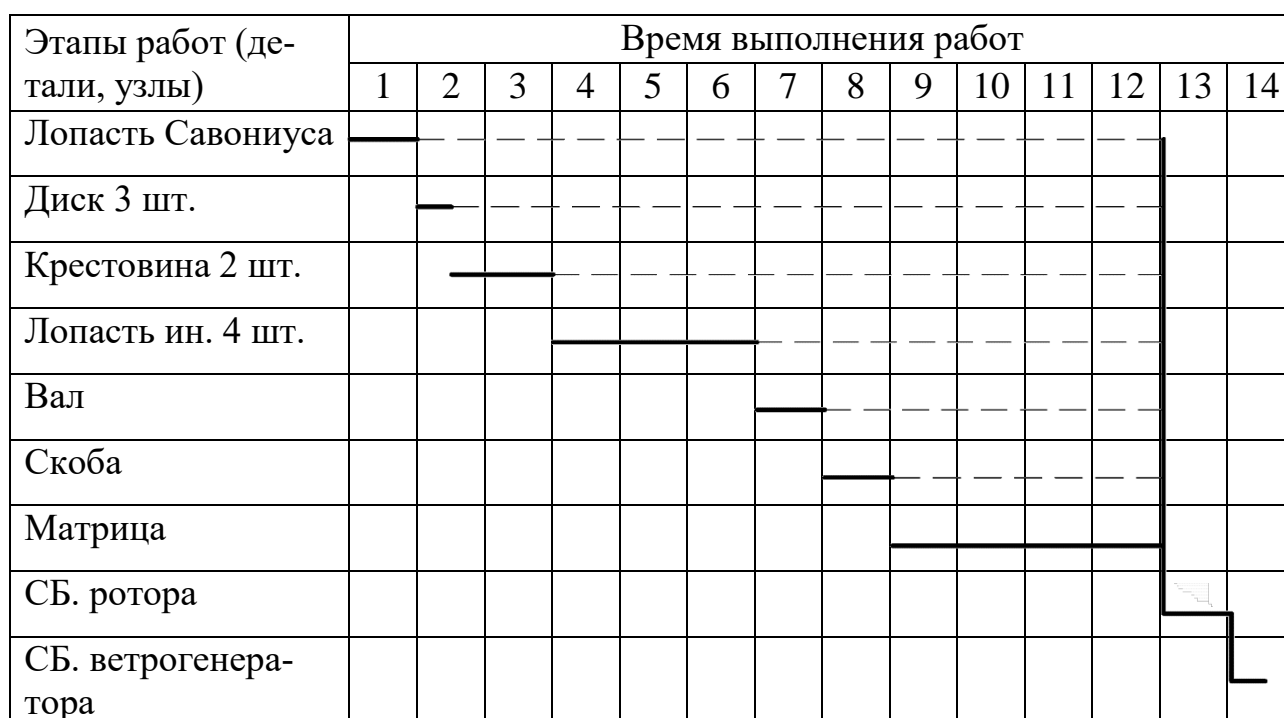 Этапы работ (де-
тали, узлы)
Время выполнения работ
1 2 3 4 5 6 7 8 9 10 11 12 13 14
Лопасть Савониуса
Диск 3 шт.
Крестовина 2 шт.
Лопасть ин. 4 шт.
Вал
Скоба
Матрица
СБ. ротора
СБ. ветрогенера-
тора